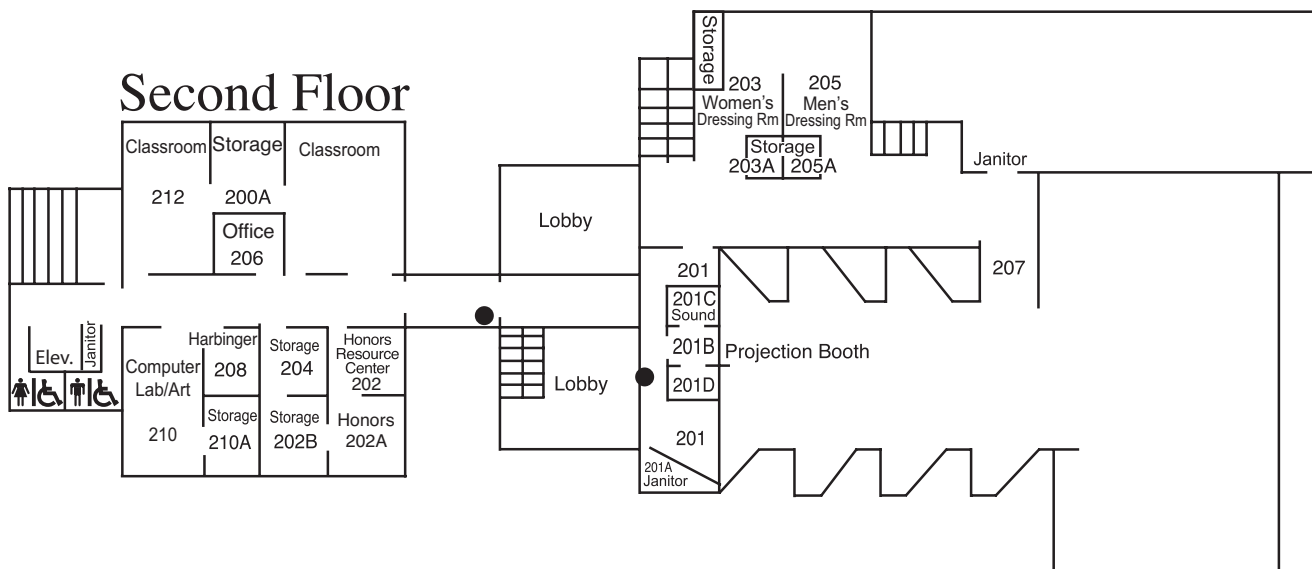 Second Floor
Classroom
212
Storage
200A
Classroom
Office
206
Elev.
Janitor
Computer
Lab/Art
210
Harbinger
208
Storage
210A
Storage
204
Storage
202B
Honors
Resource
Center
202
Honors
202A
Lobby
Lobby
Storage
203
Women's
Dressing Rm
205
Men's
Dressing Rm
Storage
203A
205A
Janitor
207
201
201C
Sound
201B
Projection Booth
201D
201
201A
Janitor